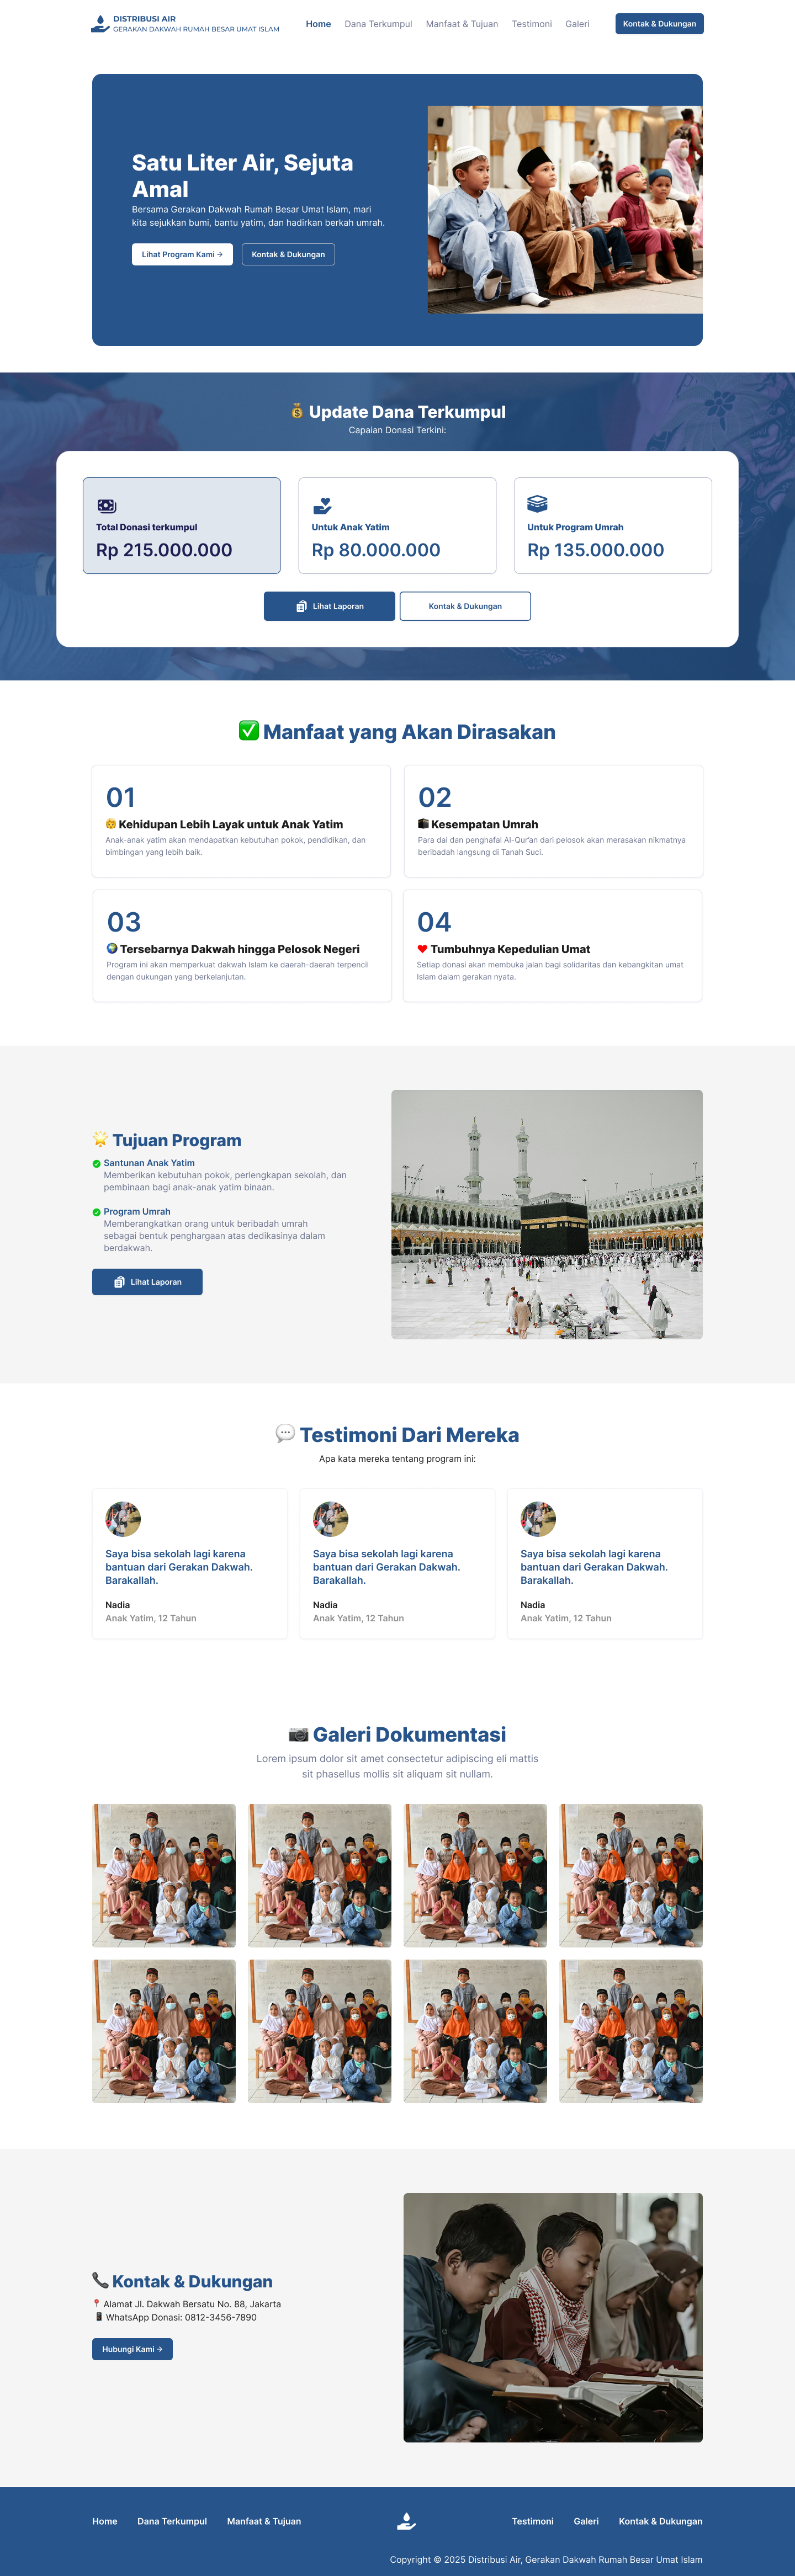 DISTRIBUSI AIR
GERAKAN DAKWAH RUMAH BESAR UMAT ISLAM
Home
Dana Terkumpul
Manfaat & Tujuan
Testimoni
Galeri
Kontak & Dukungan
Satu Liter Air, Sejuta
Amal
Bersama Gerakan Dakwah Rumah Besar Umat Islam, mari
kita sejukkan bumi, bantu yatim, dan hadirkan berkah umrah.
Lihat Program Kami →
Kontak & Dukungan
💰 Update Dana Terkumpul
Capaian Donasi Terkini:
Total Donasi terkumpul
Rp 215.000.000
Untuk Anak Yatim
Rp 80.000.000
Untuk Program Umrah
Rp 135.000.000
Lihat Laporan
Kontak & Dukungan
✅ Manfaat yang Akan Dirasakan
01
Kehidupan Lebih Layak untuk Anak Yatim
Anak-anak yatim akan mendapatkan kebutuhan pokok, pendidikan, dan
bimbingan yang lebih baik.
02
🕋 Kesempatan Umrah
Para dai dan penghafal Al-Qur'an dari pelosok akan merasakan nikmatnya
beribadah langsung di Tanah Suci.
03
🌍 Tersebarnya Dakwah hingga Pelosok Negeri
Program ini akan memperkuat dakwah Islam ke daerah-daerah terpencil
dengan dukungan yang berkelanjutan.
04
❤️ Tumbuhnya Kepedulian Umat
Setiap donasi akan membuka jalan bagi solidaritas dan kebangkitan umat
Islam dalam gerakan nyata.
🌟 Tujuan Program
Santunan Anak Yatim
Memberikan kebutuhan pokok, perlengkapan sekolah, dan
pembinaan bagi anak-anak yatim binaan.
Program Umrah
Memberangkatkan orang untuk beribadah umrah
sebagai bentuk penghargaan atas dedikasinya dalam
berdakwah.
Lihat Laporan
💬 Testimoni Dari Mereka
Apa kata mereka tentang program ini:
Saya bisa sekolah lagi karena
bantuan dari Gerakan Dakwah.
Barakallah.
Nadia
Anak Yatim, 12 Tahun
Saya bisa sekolah lagi karena
bantuan dari Gerakan Dakwah.
Barakallah.
Nadia
Anak Yatim, 12 Tahun
Saya bisa sekolah lagi karena
bantuan dari Gerakan Dakwah.
Barakallah.
Nadia
Anak Yatim, 12 Tahun
📷 Galeri Dokumentasi
Lorem ipsum dolor sit amet consectetur adipiscing eli mattis
sit phasellus mollis sit aliquam sit nullam.
📞 Kontak & Dukungan
📍 Alamat Jl. Dakwah Bersatu No. 88, Jakarta
📱 WhatsApp Donasi: 0812-3456-7890
Hubungi Kami →
Home
Dana Terkumpul
Manfaat & Tujuan
Testimoni
Galeri
Kontak & Dukungan
Copyright © 2025 Distribusi Air, Gerakan Dakwah Rumah Besar Umat Islam